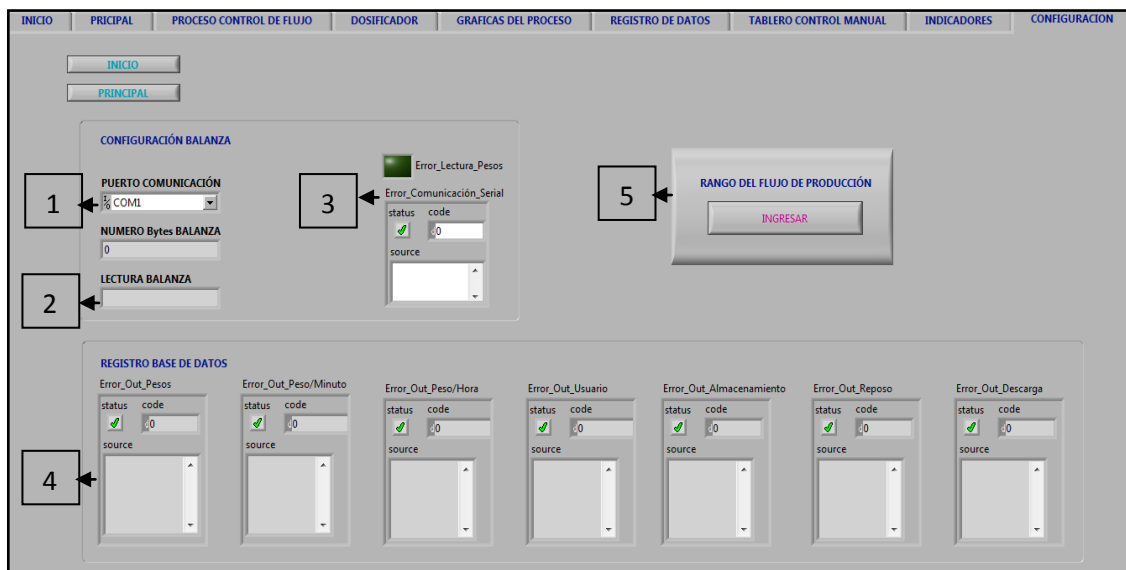 INICIO PRICIPAL PROCESO CONTROL DE FLUJO DOSIFICADOR GRAFICAS DEL PROCESO REGISTRO DE DATOS TABLERO CONTROL MANUAL INDICADORES CONFIGURACION
INICIO
PRINCIPAL
CONFIGURACIÓN BALANZA
1
PUERTO COMUNICACIÓN
COM1
NUMERO Bytes BALANZA
0
2
LECTURA BALANZA
Error_Lectura_Pesos
3
Error_Comunicación_Serial
status code
0
source
5
RANGO DEL FLUJO DE PRODUCCIÓN
INGRESAR
REGISTRO BASE DE DATOS
4
Error_Out_Pesos Error_Out_Peso/Minuto Error_Out_Peso/Hora Error_Out_Usuario Error_Out_Almacenamiento Error_Out_Reposo Error_Out_Descarga
status code status code status code status code status code status code status code
0 0 0 0 0 0 0
source source source source source source source